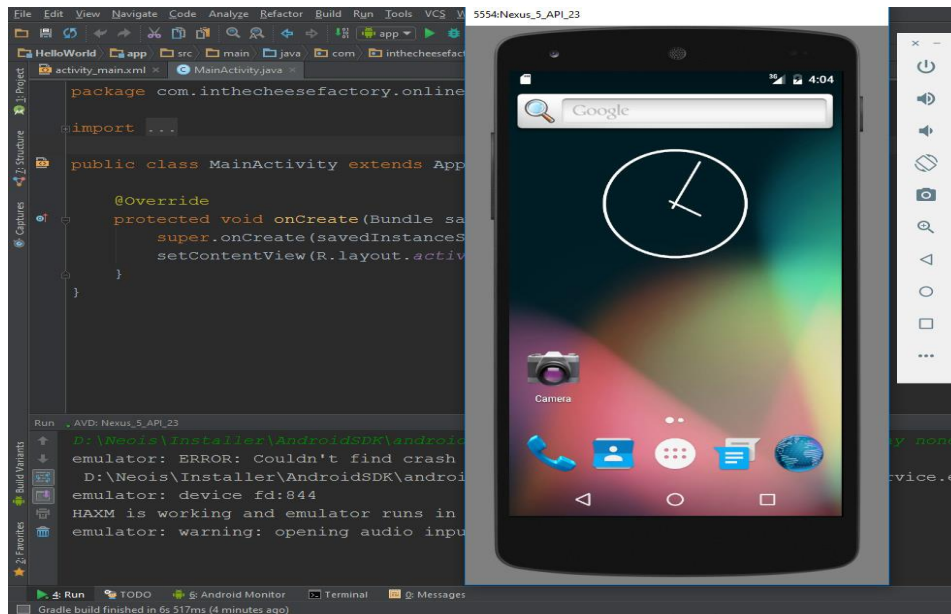 File Edit View Navigate Code Analyze Refactor Build Run Tools VCS
5554:Nexus_5_API_23
app
HelloWorld app src main java com inthecheesefact
activity_main.xml MainActivity.java
1: Project
7: Structure
Captures
package com.inthecheesefactory.online
import ...
public class MainActivity extends App
@Override
protected void onCreate(Bundle sa
super.onCreate(savedInstanceS
setContentView(R.layout.activ
}
}
36 4:04
Google
Camera
Run AVD: Nexus_5_API_23
Build Variants
2: Favorites
D:\Neois\Installer\AndroidSDK\android
emulator: ERROR: Couldn't find crash
D:\Neois\Installer\AndroidSDK\androi
rvice.e
emulator: device fd:844
HAXM is working and emulator runs in
emulator: warning: opening audio inpu
4: Run TODO 6: Android Monitor Terminal 0: Messages
Gradle build finished in 6s 517ms (4 minutes ago)